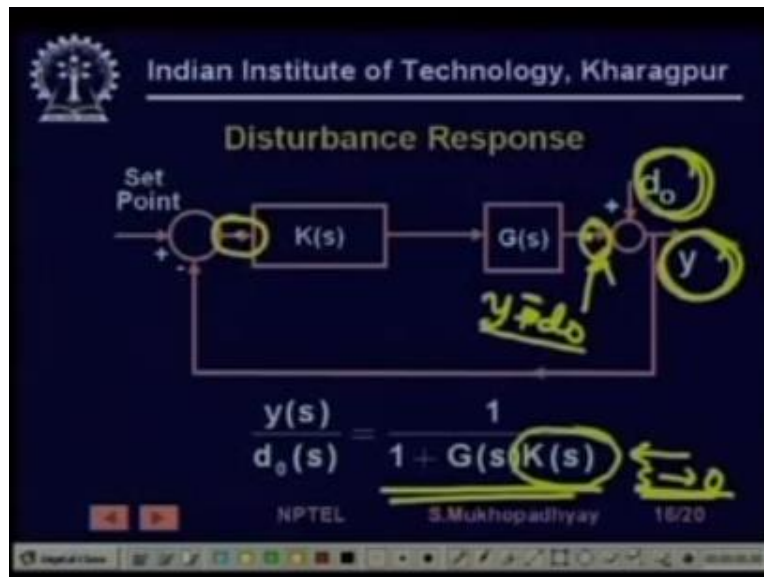 Indian Institute of Technology, Kharagpur
Disturbance Response
Set
Point
+
-
K(s)
G(s)
+
d₀
y
y - d₀
y(s) / d₀(s) = 1 / (1 + G(s)K(s))
s → 0
NPTEL
S.Mukhopadhyay
16/20